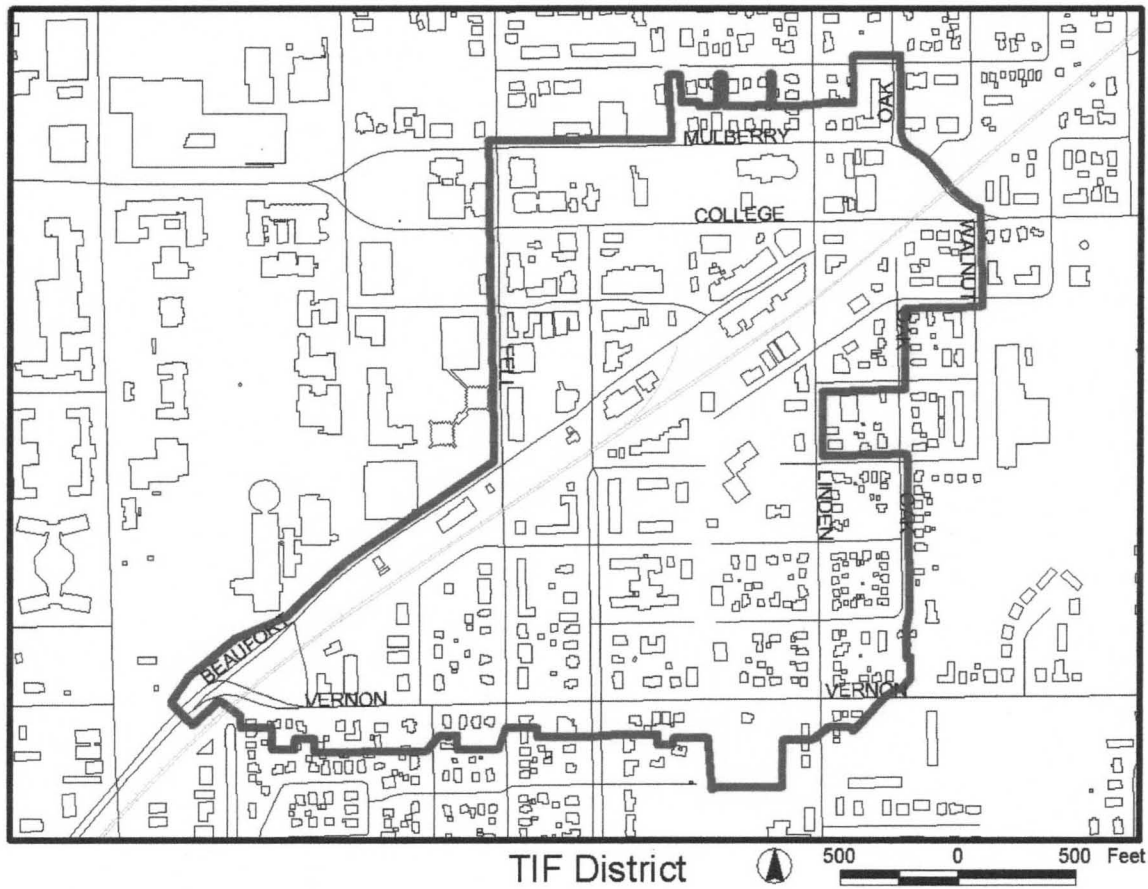 OAK
MULBERRY
COLLEGE
WALNUT
OAK
FELL
LINDEN
OAK
BEAUFORT
VERNON
VERNON
TIF District
500 0 500 Feet